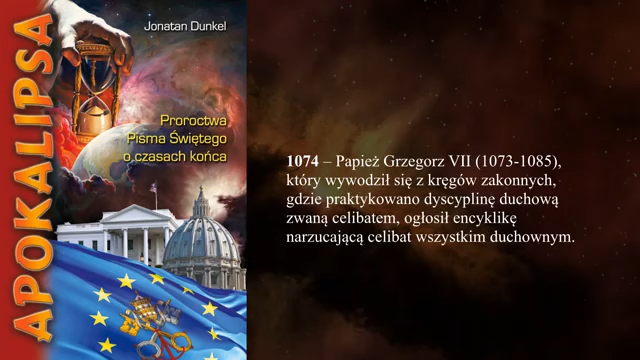 Jonatan Dunkel
APOKALIPSA
Proroctwa
Pisma Świętego
o czasach końca
1074 – Papież Grzegorz VII (1073-1085),
który wywodził się z kręgów zakonnych,
gdzie praktykowano dyscyplinę duchową
zwaną celibatem, ogłosił encyklikę
narzucającą celibat wszystkim duchownym.